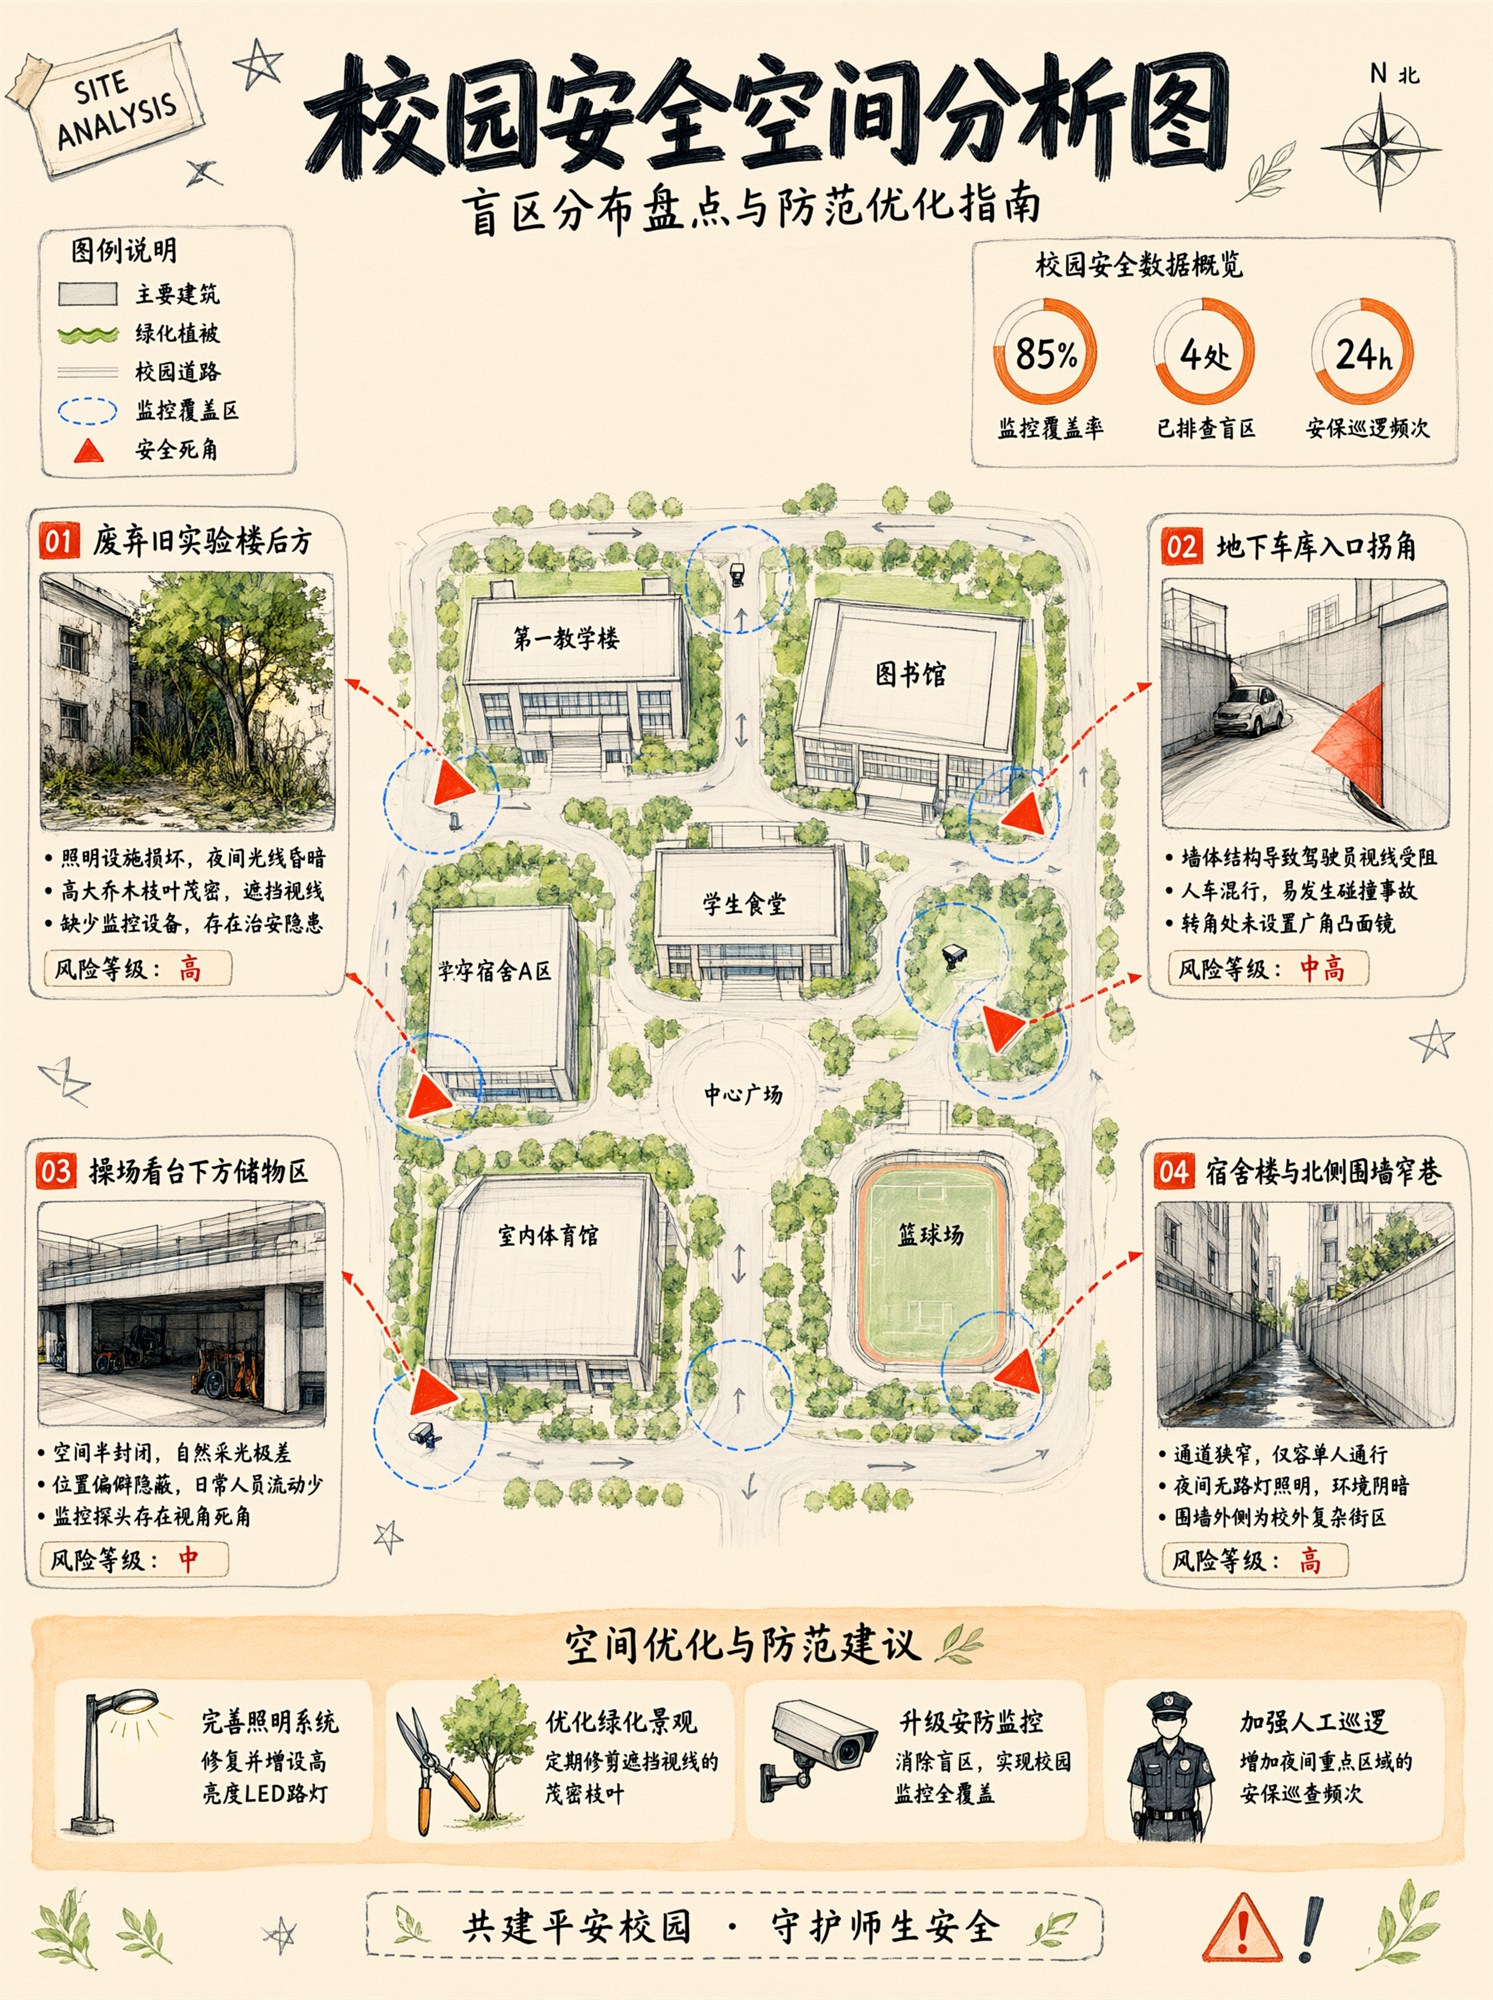 SITE
ANALYSIS
校园安全空间分析图
盲区分布盘点与防范优化指南
N 北
图例说明
主要建筑
绿化植被
校园道路
监控覆盖区
安全死角
校园安全数据概览
85%
4处
24h
监控覆盖率
已排查盲区
安保巡逻频次
01 废弃旧实验楼后方
• 照明设施损坏，夜间光线昏暗
• 高大乔木枝叶茂密，遮挡视线
• 缺少监控设备，存在治安隐患
风险等级：高
02 地下车库入口拐角
• 墙体结构导致驾驶员视线受阻
• 人车混行，易发生碰撞事故
• 转角处未设置广角凸面镜
风险等级：中高
第一教学楼
图书馆
学生食堂
宿舍A区
中心广场
室内体育馆
篮球场
03 操场看台下方储物区
• 空间半封闭，自然采光极差
• 位置偏僻隐蔽，日常人员流动少
• 监控探头存在视角死角
风险等级：中
04 宿舍楼与北侧围墙窄巷
• 通道狭窄，仅容单人通行
• 夜间无路灯照明，环境阴暗
• 围墙外侧为校外复杂街区
风险等级：高
空间优化与防范建议
完善照明系统
修复并增设高
亮度LED路灯
优化绿化景观
定期修剪遮挡视线的
茂密枝叶
升级安防监控
消除盲区，实现校园
监控全覆盖
加强人工巡逻
增加夜间重点区域的
安保巡查频次
共建平安校园 · 守护师生安全